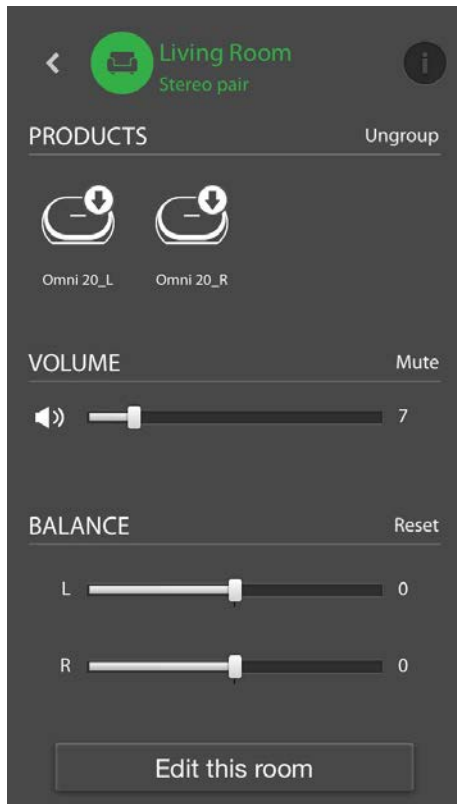 Living Room
Stereo pair
i
PRODUCTS Ungroup
Omni 20_L Omni 20_R
VOLUME Mute
7
BALANCE Reset
L 0
R 0
Edit this room